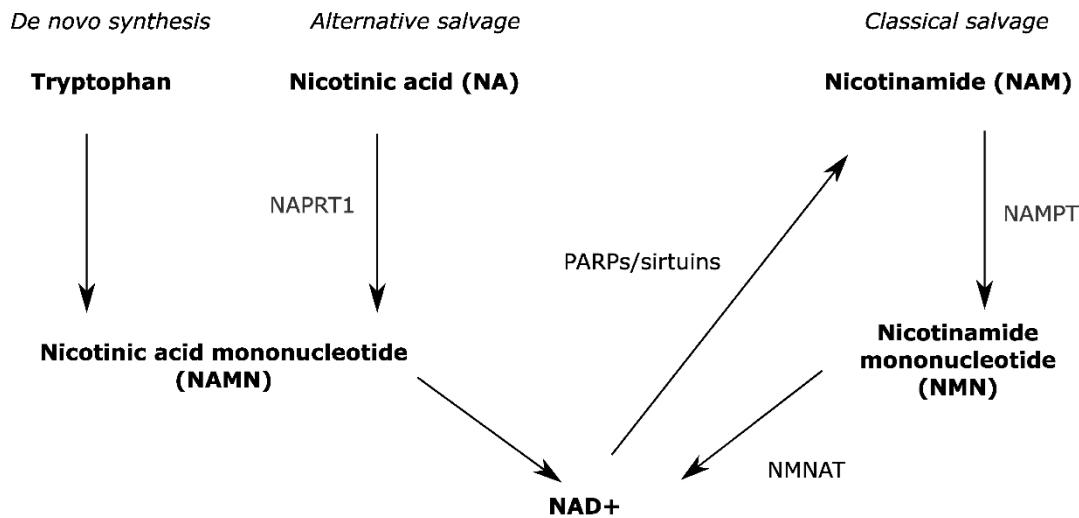 De novo synthesis
Alternative salvage
Classical salvage
Tryptophan
Nicotinic acid (NA)
Nicotinamide (NAM)
NAPRT1
NAMPT
PARPs/sirtuins
Nicotinic acid mononucleotide
(NAMN)
Nicotinamide
mononucleotide
(NMN)
NMNAT
NAD+